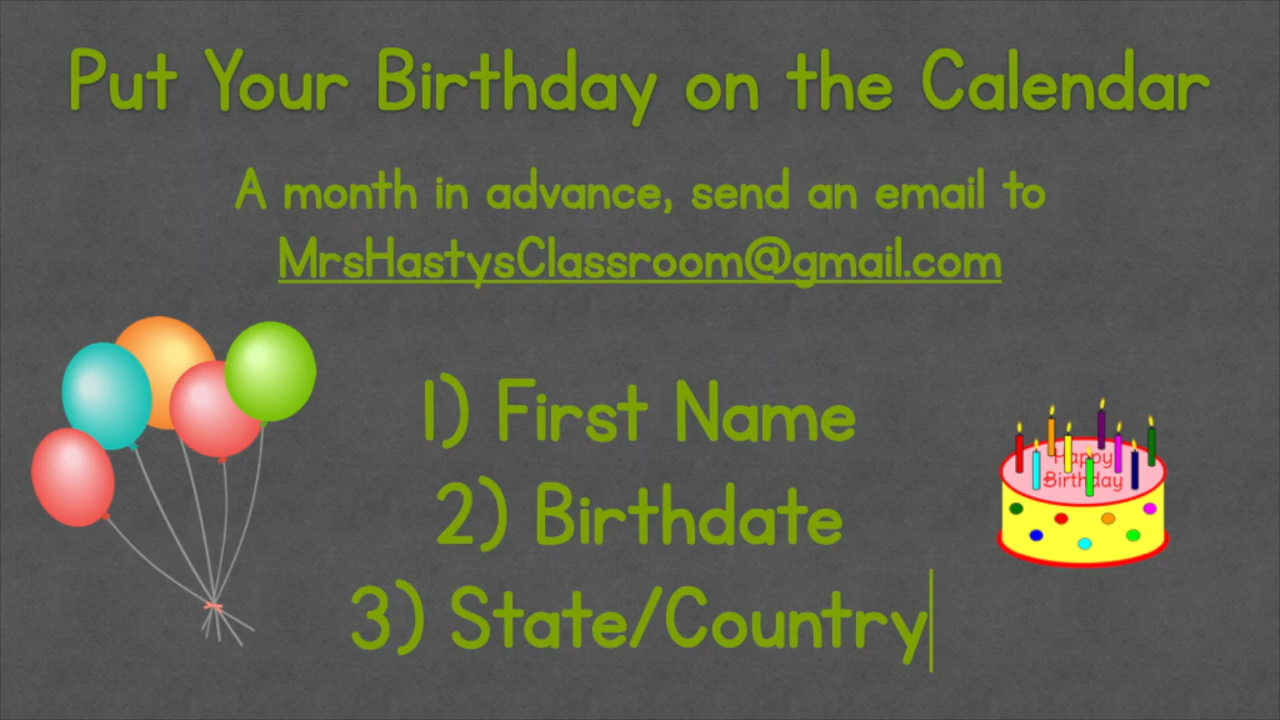 Put Your Birthday on the Calendar
A month in advance, send an email to
MrsHastysClassroom@gmail.com
1) First Name
2) Birthdate
3) State/Country
Happy
Birthday